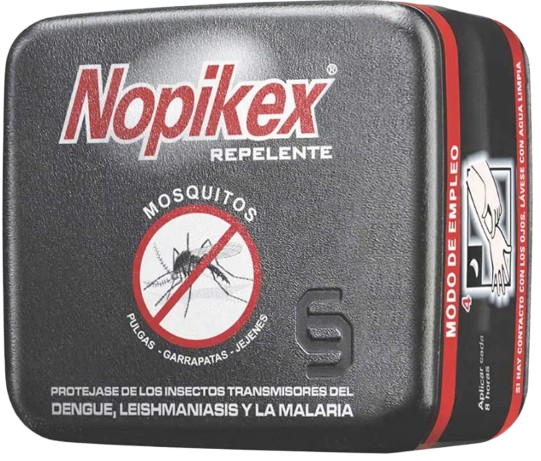 Nopikex®
REPELENTE
MOSQUITOS
PULGAS - GARRAPATAS - JEJENES
PROTEJASE DE LOS INSECTOS TRANSMISORES DEL
DENGUE, LEISHMANIASIS Y LA MALARIA
MODO DE EMPLEO
4
Aplicar cada
8 horas
SI HAY CONTACTO CON LOS OJOS, LÁVESE CON AGUA LIMPIA